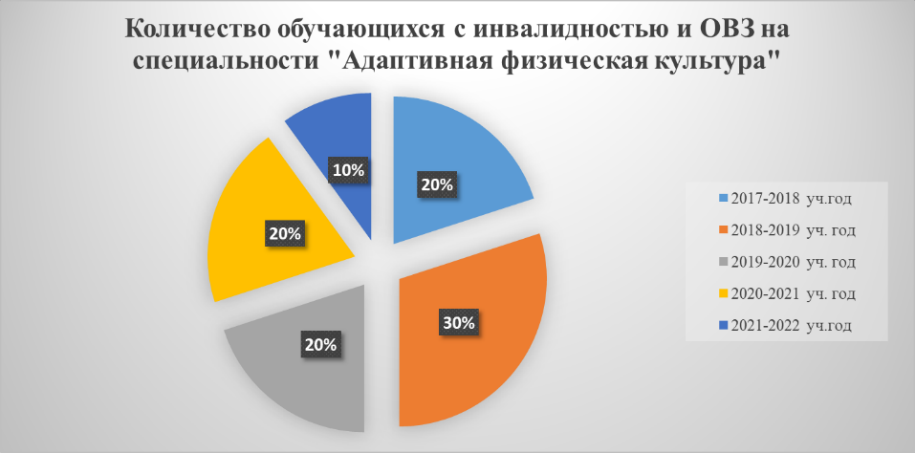 Количество обучающихся с инвалидностью и ОВЗ на
специальности "Адаптивная физическая культура"
10%
20%
20%
30%
20%
2017-2018 уч.год
2018-2019 уч. год
2019-2020 уч. год
2020-2021 уч. год
2021-2022 уч.год